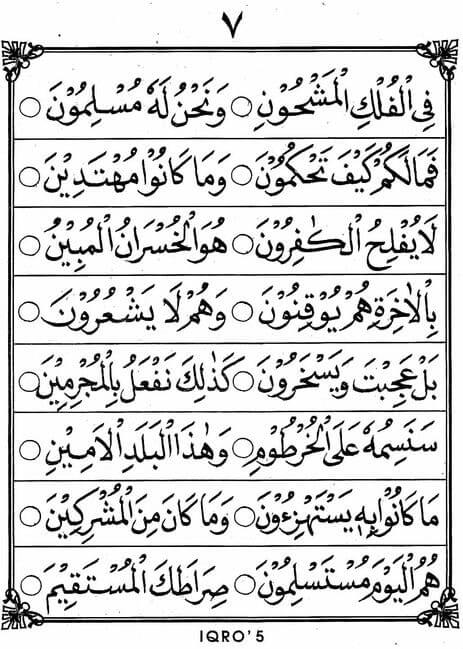 ٧
فِى الْفُلْكِ الْمَشْحُوْنِ ○ وَنَحْنُ لَهٗ مُسْلِمُوْنَ ○
فَمَالَكُمْ كَيْفَ تَحْكُمُوْنَ ○ وَمَا كَانُوْا مُهْتَدِيْنَ ○
لَا يُفْلِحُ الْكٰفِرُوْنَ ○ هُوَ الْخُسْرَانُ الْمُبِيْنُ ○
بِالْاٰخِرَةِ هُمْ يُوْقِنُوْنَ ○ وَهُمْ لَا يَشْعُرُوْنَ ○
بَلْ عَجِبْتَ وَيَسْخَرُوْنَ ○ كَذٰلِكَ نَفْعَلُ بِالْمُجْرِمِيْنَ ○
سَنَسِمُهٗ عَلَى الْخُرْطُوْمِ ○ وَهٰذَا الْبَلَدِ الْاَمِيْنِ ○
مَا كَانُوْا بِهٖ يَسْتَهْزِءُوْنَ ○ وَمَا كَانَ مِنَ الْمُشْرِكِيْنَ ○
هُمُ الْيَوْمَ مُسْتَسْلِمُوْنَ ○ صِرَاطَكَ الْمُسْتَقِيْمَ ○
IQRO'5